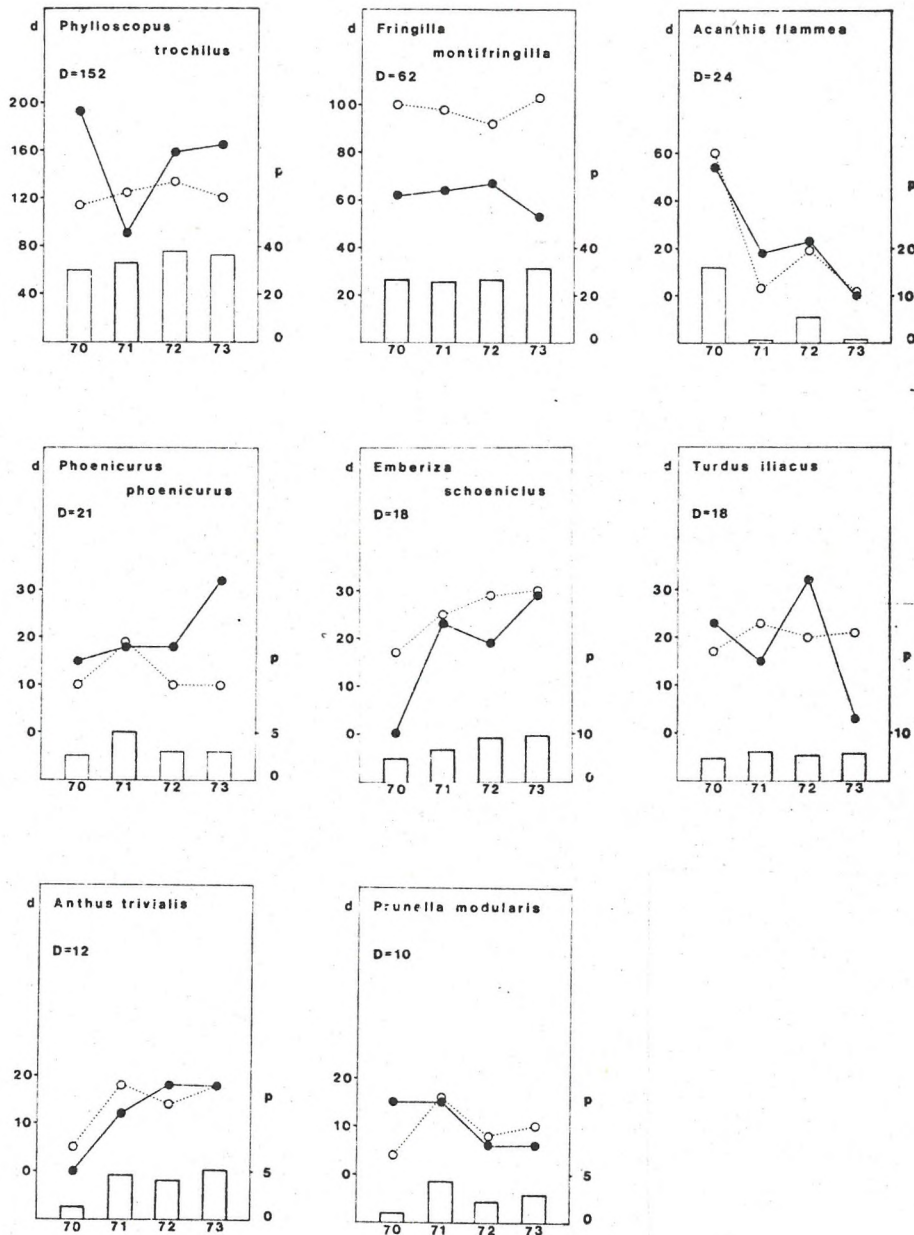 d Phylloscopus
trochilus
D=152
200
160
120
80
40
p
40
20
0
70 71 72 73
d Fringilla
montifringilla
D=62
100
80
60
40
20
p
40
20
0
70 71 72 73
d Acanthis flammea
D=24
60
40
20
0
p
20
10
0
70 71 72 73
d Phoenicurus
phoenicurus
D=21
30
20
10
0
p
5
0
70 71 72 73
d Emberiza
schoeniclus
D=18
30
20
10
0
p
10
0
70 71 72 73
d Turdus iliacus
D=18
30
20
10
0
p
10
70 71 72 73
d Anthus trivialis
D=12
20
10
0
p
5
0
70 71 72 73
d Prunella modularis
D=10
20
10
0
p
5
0
70 71 72 73